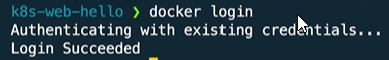 k8s-web-hello ❯ docker login
Authenticating with existing credentials...
Login Succeeded